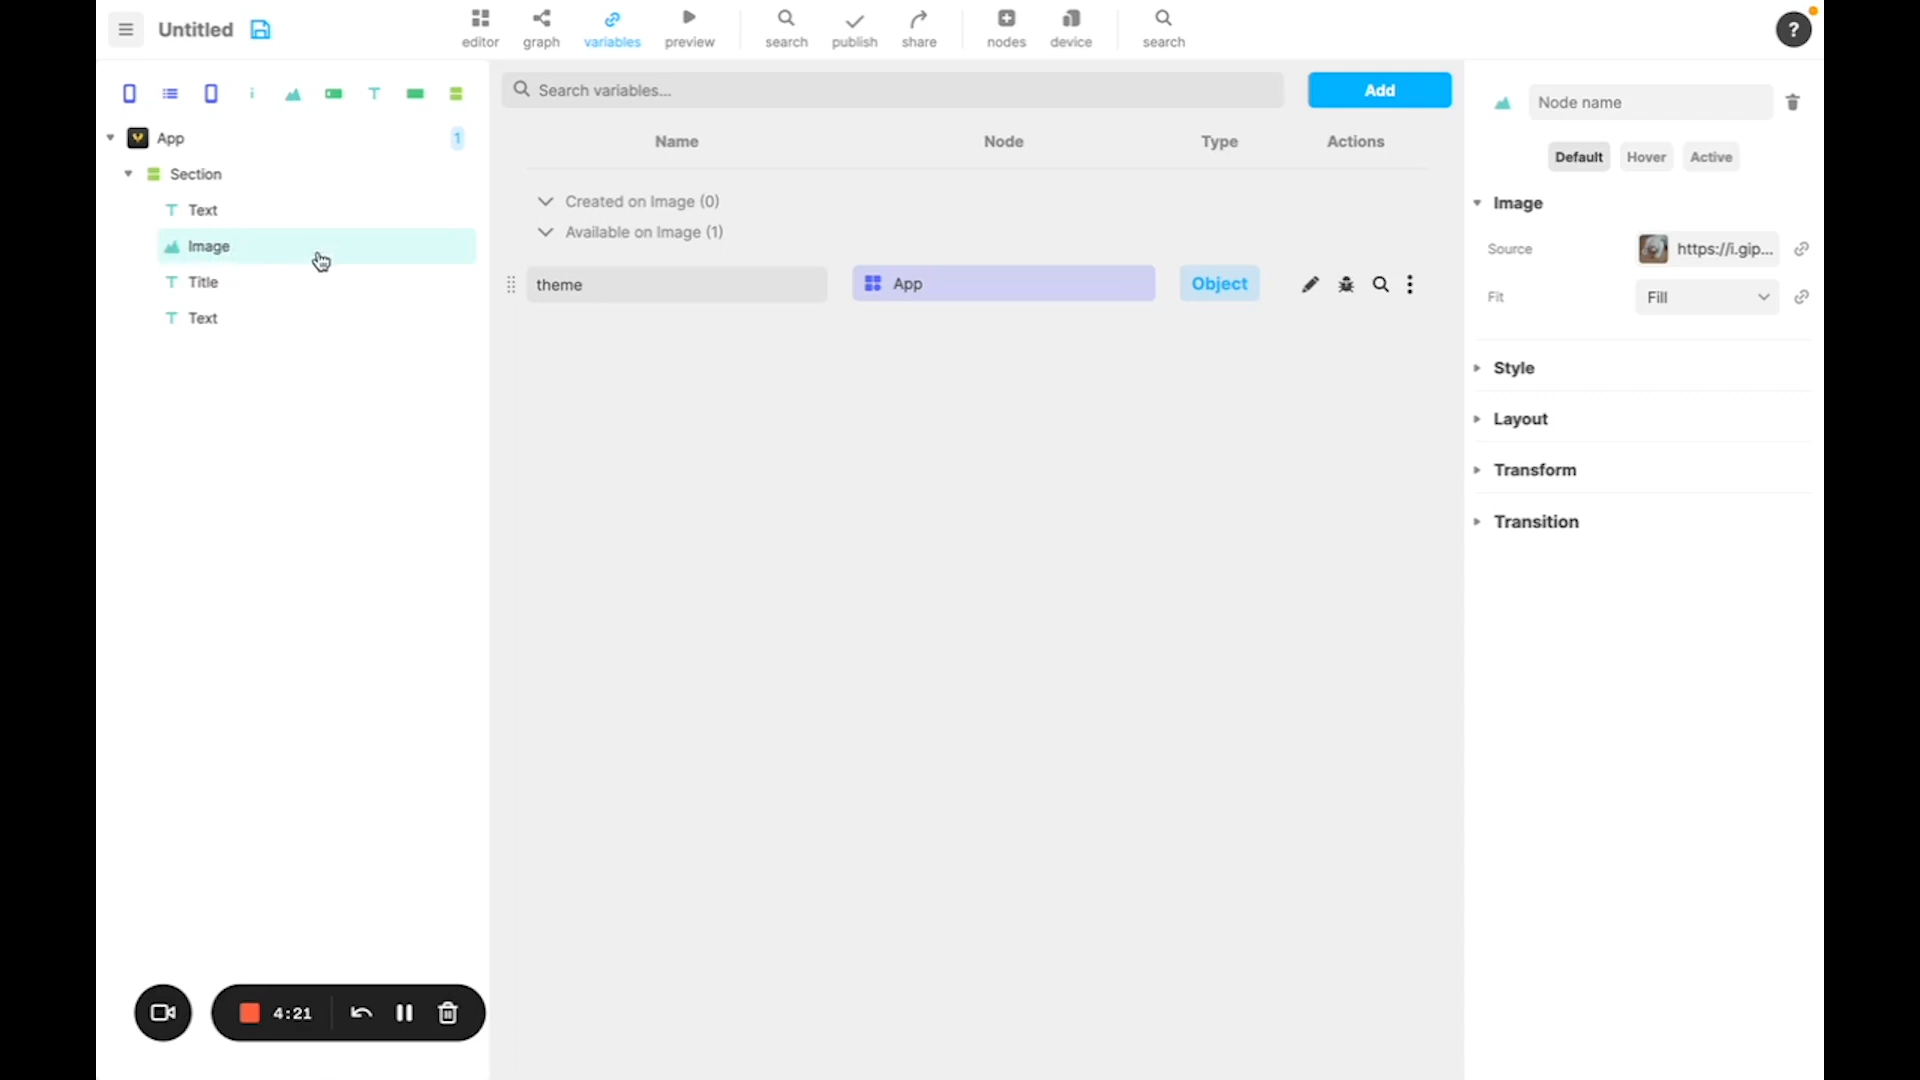 Untitled
editor
graph
variables
preview
search
publish
share
nodes
device
search
?
App
1
Section
Text
Image
Title
Text
Search variables...
Add
Name
Node
Type
Actions
Created on Image (0)
Available on Image (1)
theme
App
Object
Node name
Default
Hover
Active
Image
Source
https://i.gip...
Fit
Fill
Style
Layout
Transform
Transition
4:21